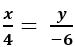 x/4 = y/-6